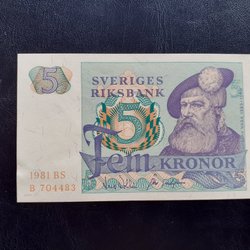 5
SVERIGES
RIKSBANK
5
Fem KRONOR
1981 BS
B 704483